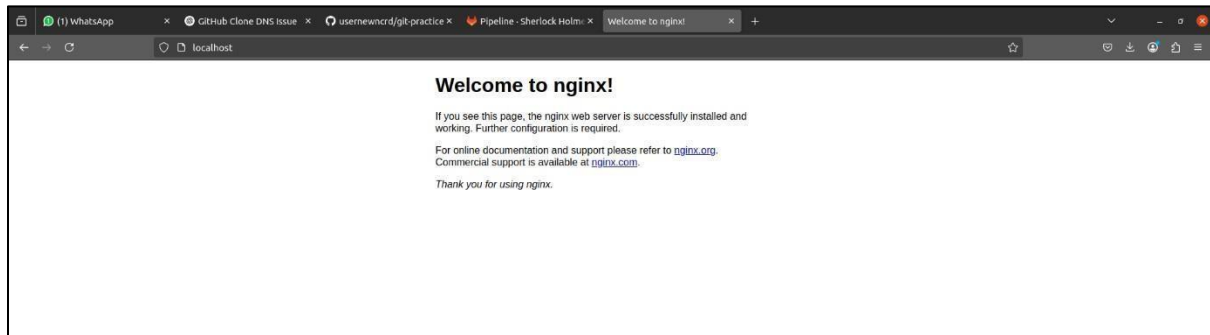 (1) WhatsApp
GitHub Clone DNS Issue
usernewncrd/git-practice
Pipeline · Sherlock Holme
Welcome to nginx!
localhost
Welcome to nginx!
If you see this page, the nginx web server is successfully installed and
working. Further configuration is required.
For online documentation and support please refer to nginx.org.
Commercial support is available at nginx.com.
Thank you for using nginx.